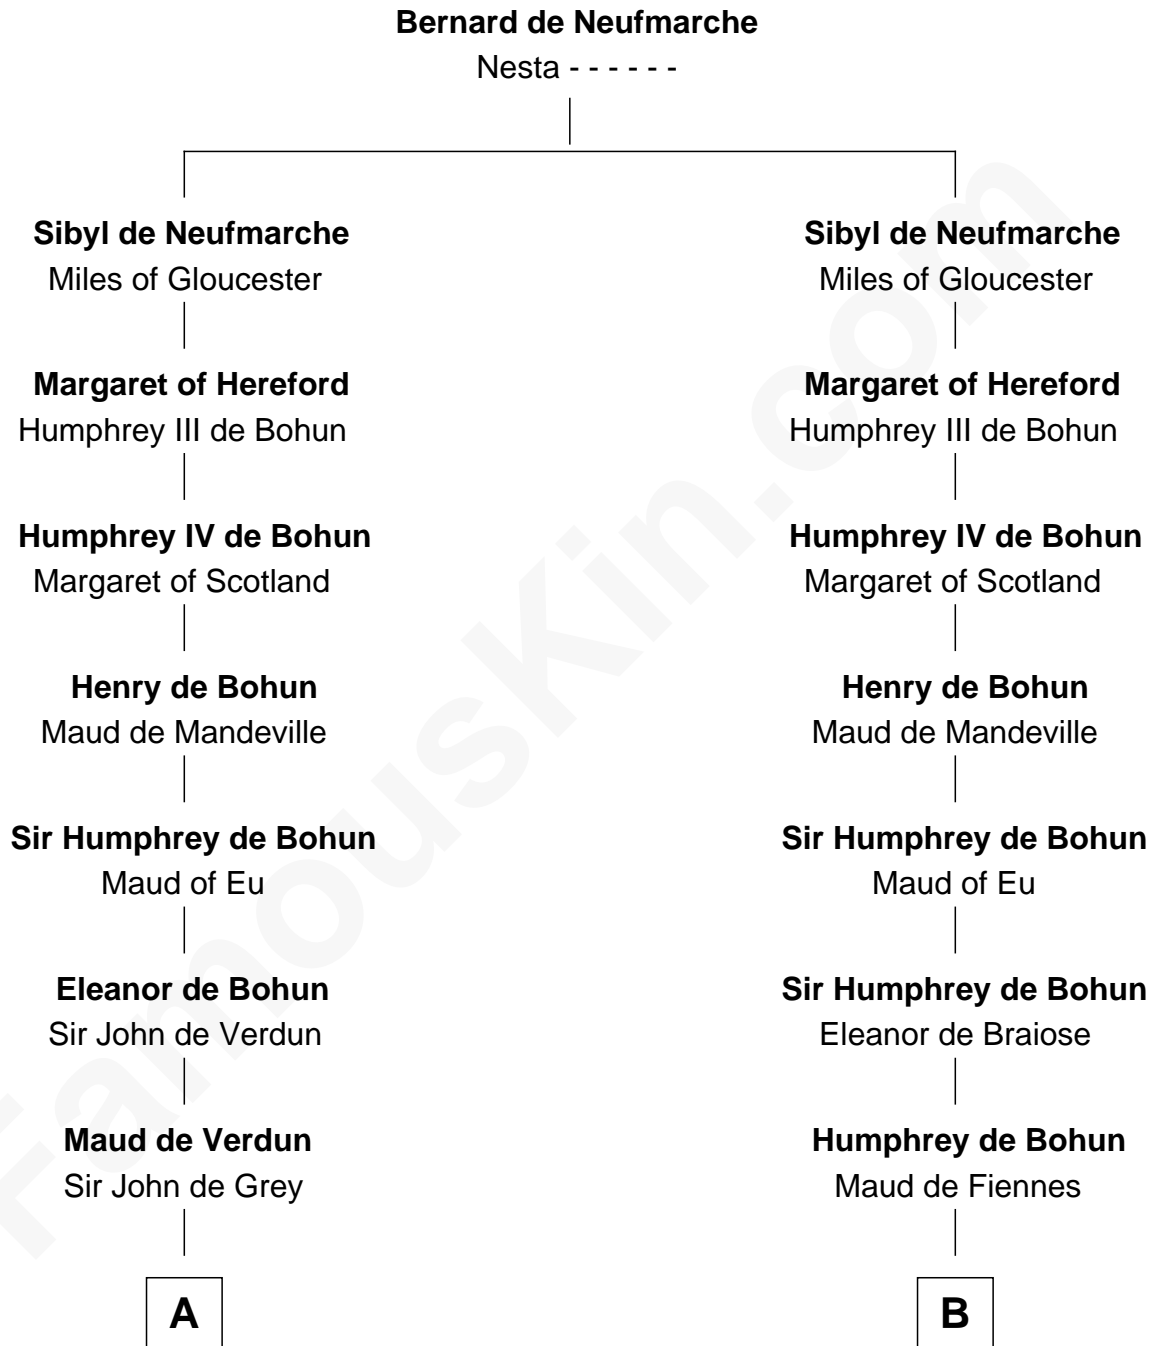 Bernard de Neufmarche
Nesta - - - - - -
Sibyl de Neufmarche
Miles of Gloucester
Margaret of Hereford
Humphrey III de Bohun
Humphrey IV de Bohun
Margaret of Scotland
Henry de Bohun
Maud de Mandeville
Sir Humphrey de Bohun
Maud of Eu
Eleanor de Bohun
Sir John de Verdun
Maud de Verdun
Sir John de Grey
A
Sibyl de Neufmarche
Miles of Gloucester
Margaret of Hereford
Humphrey III de Bohun
Humphrey IV de Bohun
Margaret of Scotland
Henry de Bohun
Maud de Mandeville
Sir Humphrey de Bohun
Maud of Eu
Sir Humphrey de Bohun
Eleanor de Braiose
Humphrey de Bohun
Maud de Fiennes
B
FamousKin.com